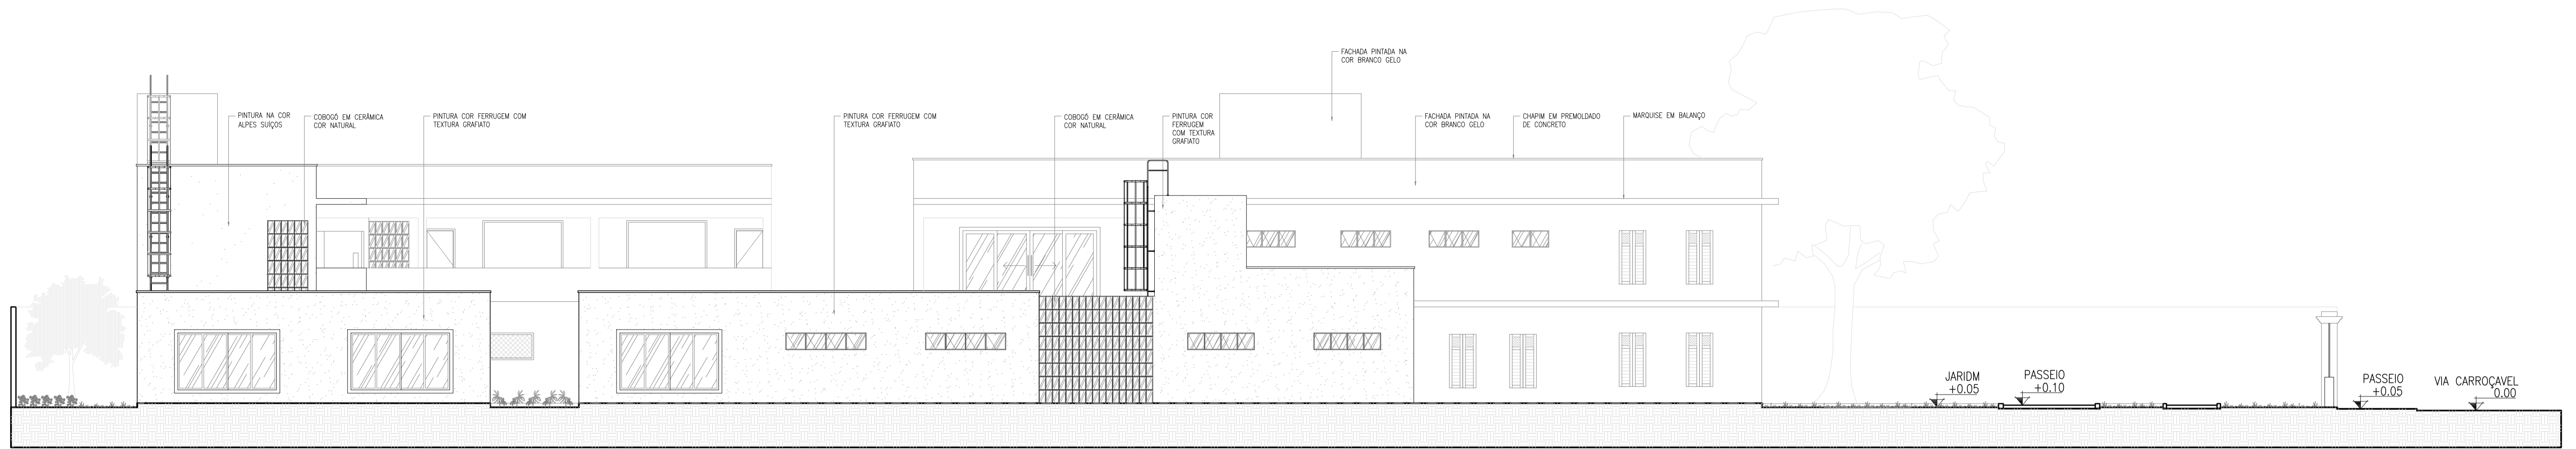 FACHADA PINTADA NA
COR BRANCO GELO
PINTURA NA COR
ALPES SUÍÇOS
COBOGÓ EM CERÂMICA
COR NATURAL
PINTURA COR FERRUGEM COM
TEXTURA GRAFIATO
PINTURA COR FERRUGEM COM
TEXTURA GRAFIATO
COBOGÓ EM CERÂMICA
COR NATURAL
PINTURA COR
FERRUGEM
COM TEXTURA
GRAFIATO
FACHADA PINTADA NA
COR BRANCO GELO
CHAPIM EM PREMOLDADO
DE CONCRETO
MARQUISE EM BALANÇO
JARIDM
+0.05
PASSEIO
+0.10
PASSEIO
+0.05
VIA CARROÇAVEL
0.00